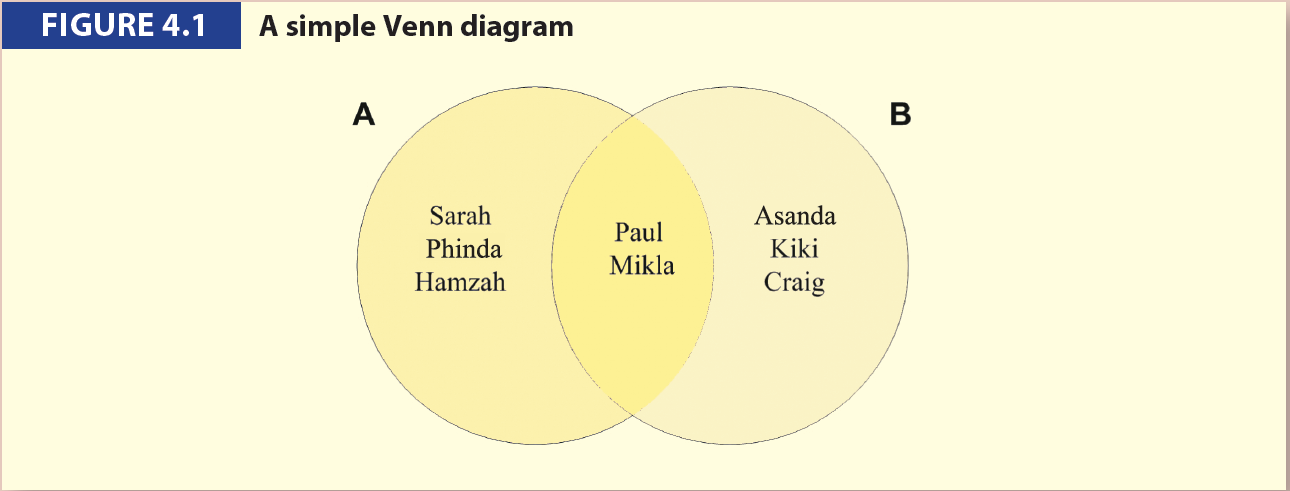 FIGURE 4.1 A simple Venn diagram
A
B
Sarah
Phinda
Hamzah
Paul
Mikla
Asanda
Kiki
Craig